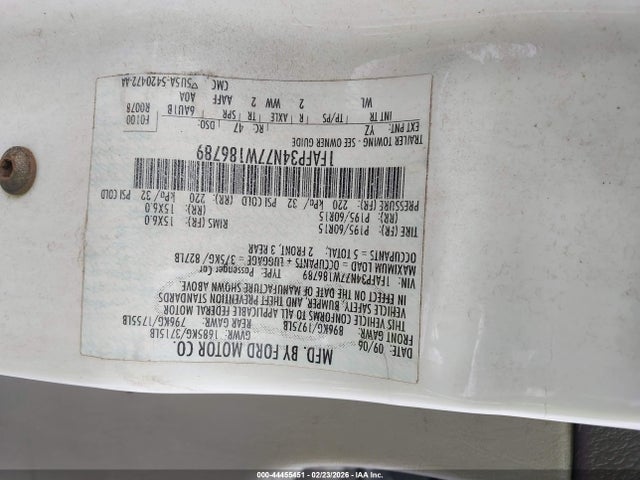 MFD. BY FORD MOTOR CO.
DATE: 09/06 GVWR: 1685KG/3715LB
FRONT GAWR: 896KG/1975LB REAR GAWR: 796KG/1755LB
THIS VEHICLE CONFORMS TO ALL APPLICABLE FEDERAL MOTOR
VEHICLE SAFETY, BUMPER, AND THEFT PREVENTION STANDARDS
IN EFFECT ON THE DATE OF MANUFACTURE SHOWN ABOVE.
VIN: 1FAFP34N77W186789 TYPE: Passenger Car
MAXIMUM LOAD = OCCUPANTS + LUGGAGE = 375KG/ 827LB
OCCUPANTS = 5 TOTAL, 2 FRONT, 3 REAR
TIRE (FR): P195/60R15 RIMS (FR): 15X6.0
(RR): P195/60R15 (RR): 15X6.0
PRESSURE (FR): 220 kPa/ 32 PSI COLD
(RR): 220 kPa/ 32 PSI COLD
1FAFP34N77W186789
TRAILER TOWING - SEE OWNER GUIDE
EXT PNT: YZ RC: 47 DSO: F0100
R0078
INT TR TP/PS R AXLE TR SPR 6AU1B
WL 2 WW 2 AAFF A0A
CMC ▽5U5A-5420472-AA
000-44455451 - 02/23/2026 - IAAI.COM